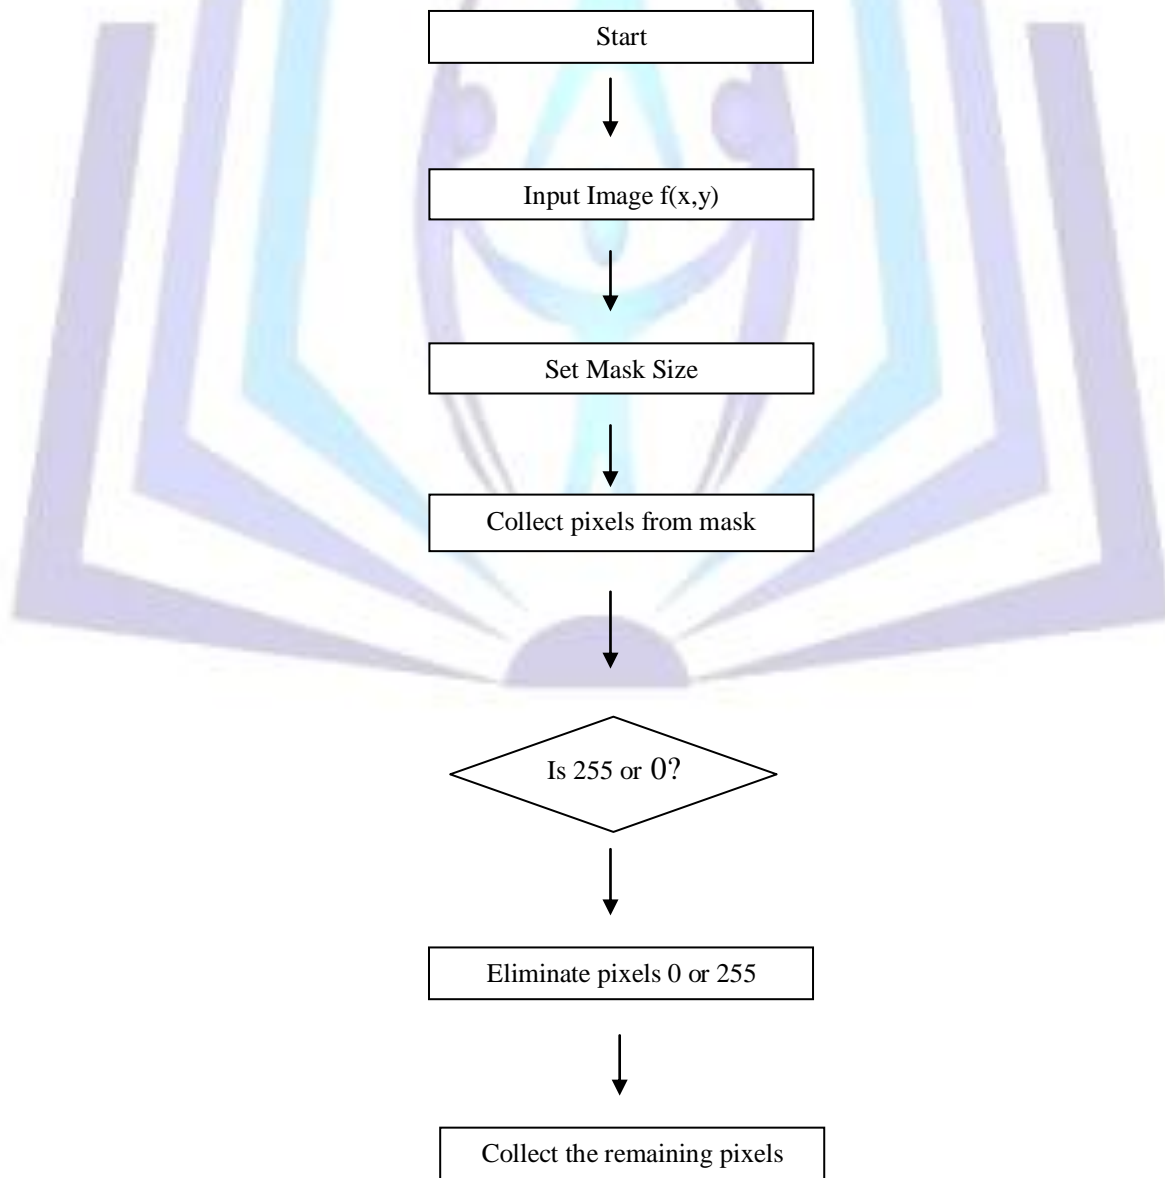 Start
Input Image f(x,y)
Set Mask Size
Collect pixels from mask
Is 255 or 0?
Eliminate pixels 0 or 255
Collect the remaining pixels